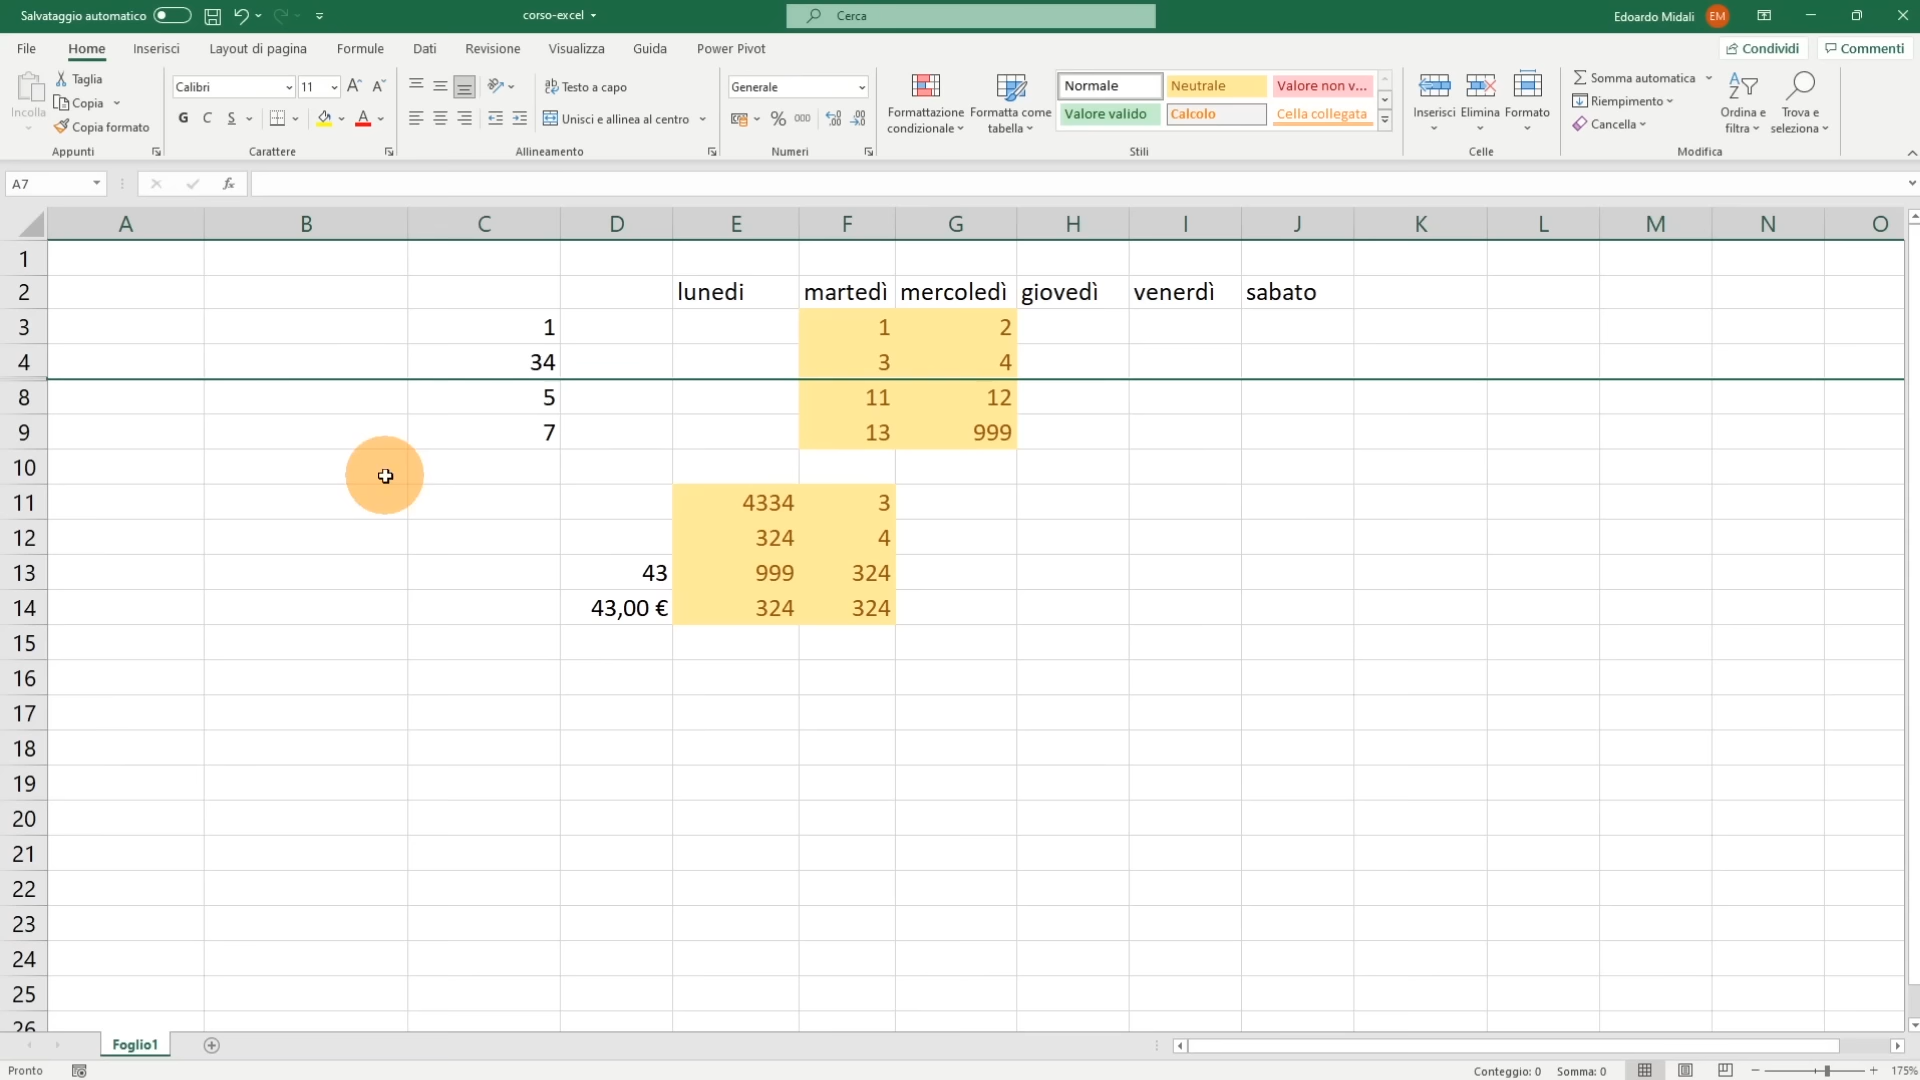 Salvataggio automatico
corso-excel
Cerca
Edoardo Midali
EM
File Home Inserisci Layout di pagina Formule Dati Revisione Visualizza Guida Power Pivot
Condividi
Commenti
Incolla
Taglia
Copia
Copia formato
Appunti
Calibri 11
G C S
Carattere
Testo a capo
Unisci e allinea al centro
Allineamento
Generale
% 000
Numeri
Formattazione condizionale
Formatta come tabella
Normale Neutrale Valore non v...
Valore valido Calcolo Cella collegata
Stili
Inserisci Elimina Formato
Celle
Somma automatica
Riempimento
Cancella
Ordina e filtra
Trova e seleziona
Modifica
A7
fx
A B C D E F G H I J K L M N O
1
2 lunedi martedì mercoledì giovedì venerdì sabato
3 1 1 2
4 34 3 4
8 5 11 12
9 7 13 999
10
11 4334 3
12 324 4
13 43 999 324
14 43,00 € 324 324
15
16
17
18
19
20
21
22
23
24
25
26
Foglio1
Pronto
Conteggio: 0 Somma: 0
175%